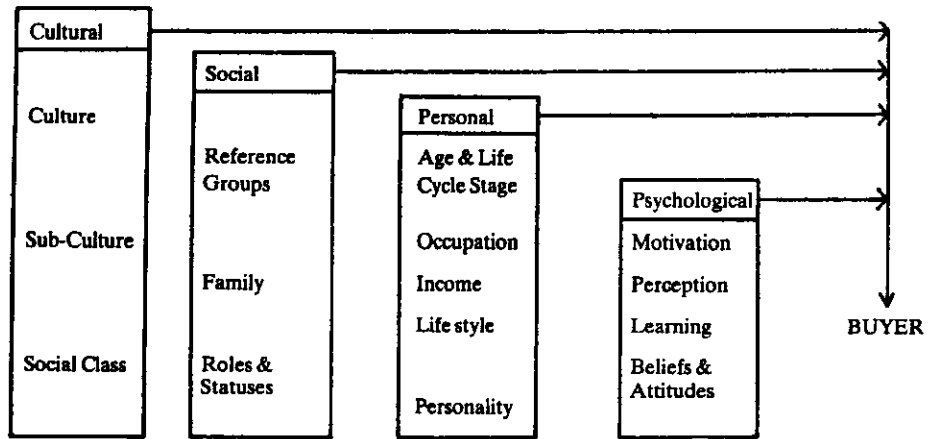 Cultural
Culture
Sub-Culture
Social Class
Social
Reference
Groups
Family
Roles &
Statuses
Personal
Age & Life
Cycle Stage
Occupation
Income
Life style
Personality
Psychological
Motivation
Perception
Learning
Beliefs &
Attitudes
BUYER